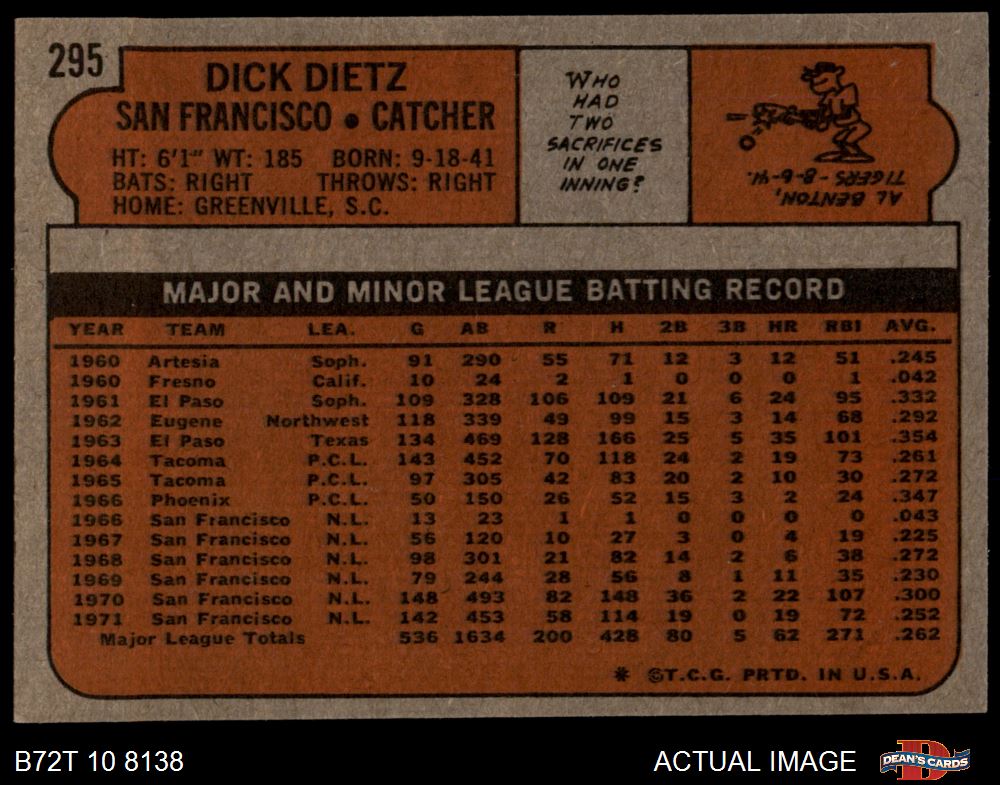 295
DICK DIETZ
SAN FRANCISCO • CATCHER
HT: 6'1" WT: 185 BORN: 9-18-41
BATS: RIGHT THROWS: RIGHT
HOME: GREENVILLE, S.C.
WHO
HAD
TWO
SACRIFICES
IN ONE
INNING?
AL BENTON,
TIGERS-8-6-41.
MAJOR AND MINOR LEAGUE BATTING RECORD
YEAR TEAM LEA. G AB R H 2B 3B HR RBI AVG.
1960 Artesia Soph. 91 290 55 71 12 3 12 51 .245
1960 Fresno Calif. 10 24 2 1 0 0 0 1 .042
1961 El Paso Soph. 109 328 106 109 21 6 24 95 .332
1962 Eugene Northwest 118 339 49 99 15 3 14 68 .292
1963 El Paso Texas 134 469 128 166 25 5 35 101 .354
1964 Tacoma P.C.L. 143 452 70 118 24 2 19 73 .261
1965 Tacoma P.C.L. 97 305 42 83 20 2 10 30 .272
1966 Phoenix P.C.L. 50 150 26 52 15 3 2 24 .347
1966 San Francisco N.L. 13 23 1 1 0 0 0 0 .043
1967 San Francisco N.L. 56 120 10 27 3 0 4 19 .225
1968 San Francisco N.L. 98 301 21 82 14 2 6 38 .272
1969 San Francisco N.L. 79 244 28 56 8 1 11 35 .230
1970 San Francisco N.L. 148 493 82 148 36 2 22 107 .300
1971 San Francisco N.L. 142 453 58 114 19 0 19 72 .252
Major League Totals 536 1634 200 428 80 5 62 271 .262
* ©T.C.G. PRTD. IN U.S.A.
B72T 10 8138
ACTUAL IMAGE
D
DEAN'S CARDS